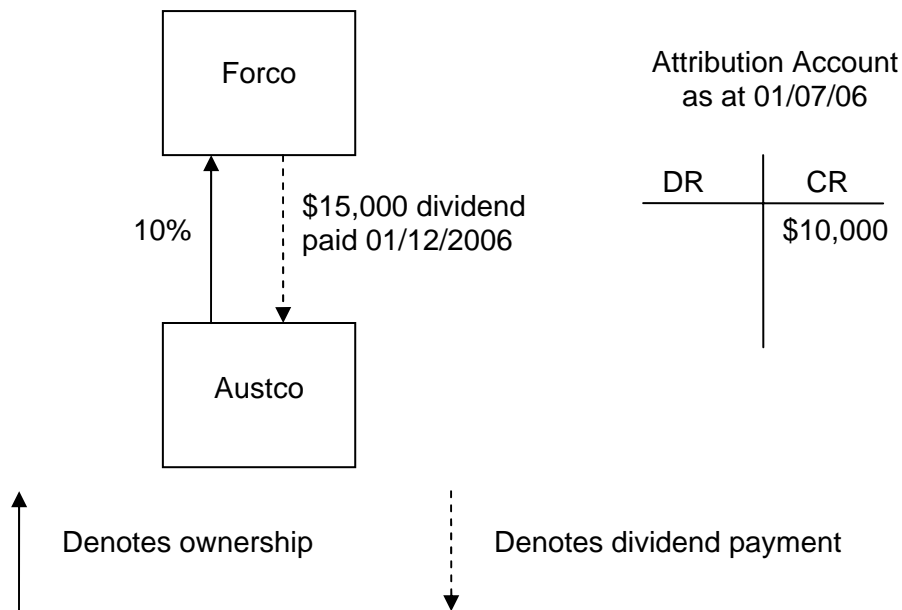 Forco
Attribution Account
as at 01/07/06
DR CR
$10,000
10%
$15,000 dividend
paid 01/12/2006
Austco
Denotes ownership
Denotes dividend payment